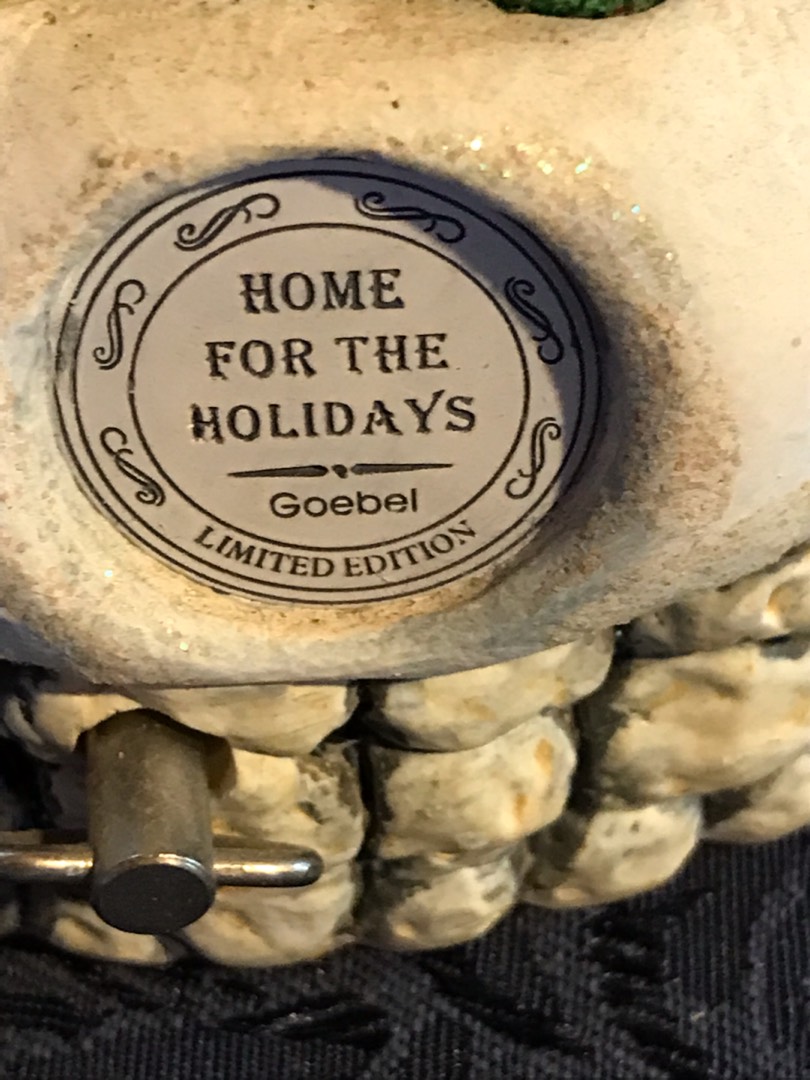 HOME
FOR THE
HOLIDAYS
Goebel
LIMITED EDITION